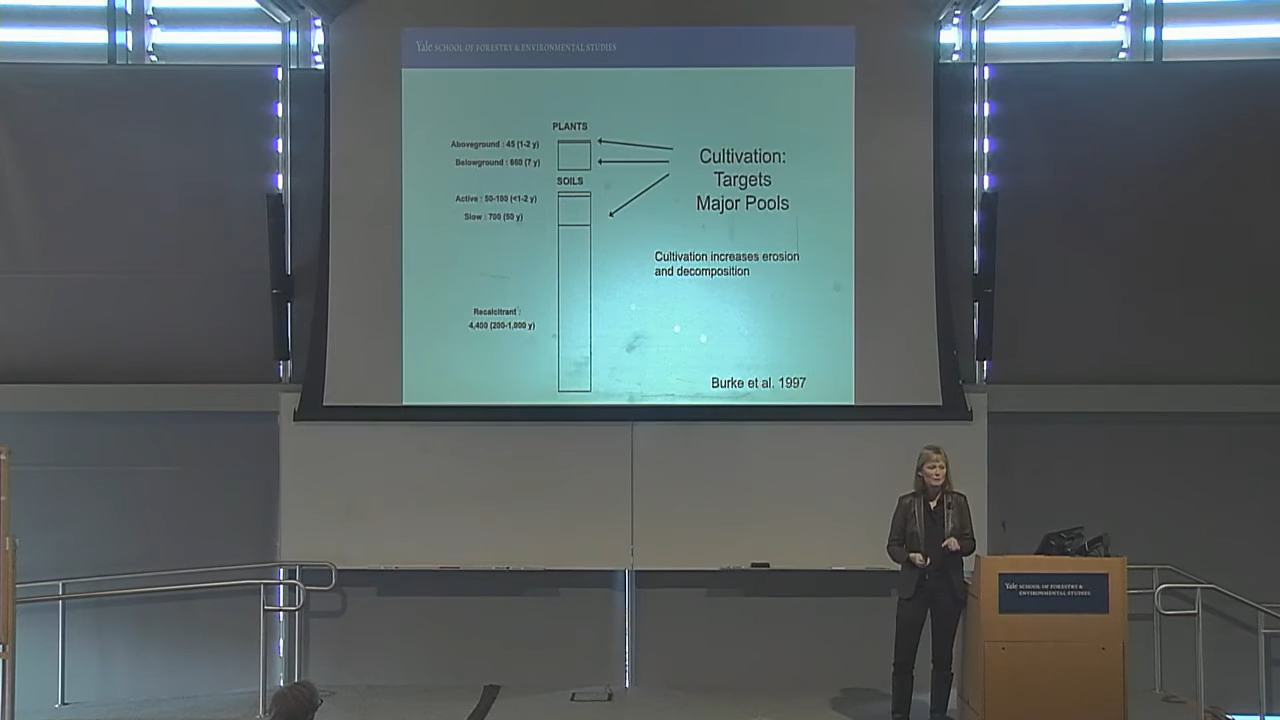 Yale SCHOOL OF FORESTRY & ENVIRONMENTAL STUDIES
PLANTS
Aboveground : 45 (1-2 y)
Belowground : 660 (7 y)
SOILS
Active : 50-100 (<1-2 y)
Slow : 700 (50 y)
Recalcitrant :
4,400 (200-1,000 y)
Cultivation:
Targets
Major Pools
Cultivation increases erosion
and decomposition
Burke et al. 1997
Yale SCHOOL OF FORESTRY &
ENVIRONMENTAL STUDIES